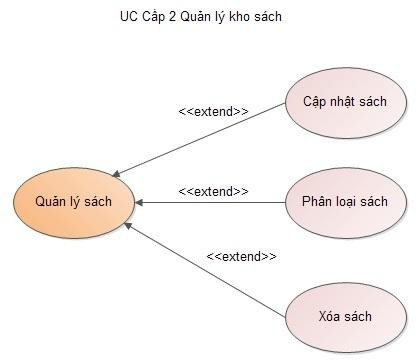 UC Cấp 2 Quản lý kho sách
Cập nhật sách
<<extend>>
Quản lý sách
<<extend>>
Phân loại sách
<<extend>>
Xóa sách